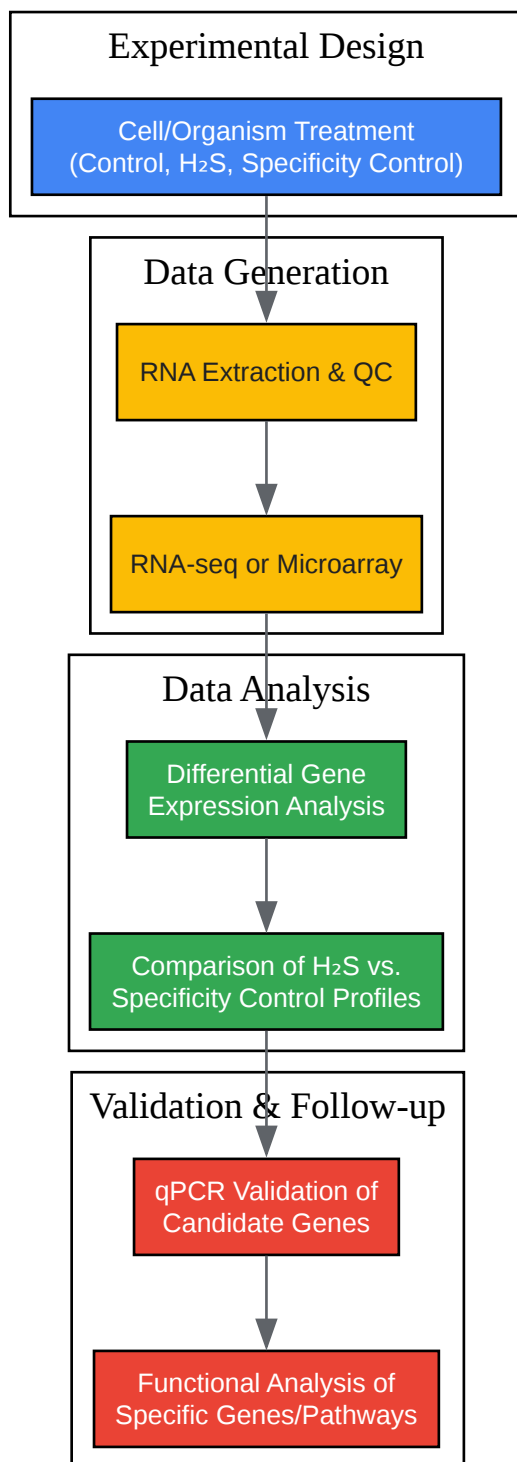 Experimental Design
Cell/Organism Treatment
(Control, H₂S, Specificity Control)
Data Generation
RNA Extraction & QC
RNA-seq or Microarray
Data Analysis
Differential Gene
Expression Analysis
Comparison of H₂S vs.
Specificity Control Profiles
Validation & Follow-up
qPCR Validation of
Candidate Genes
Functional Analysis of
Specific Genes/Pathways